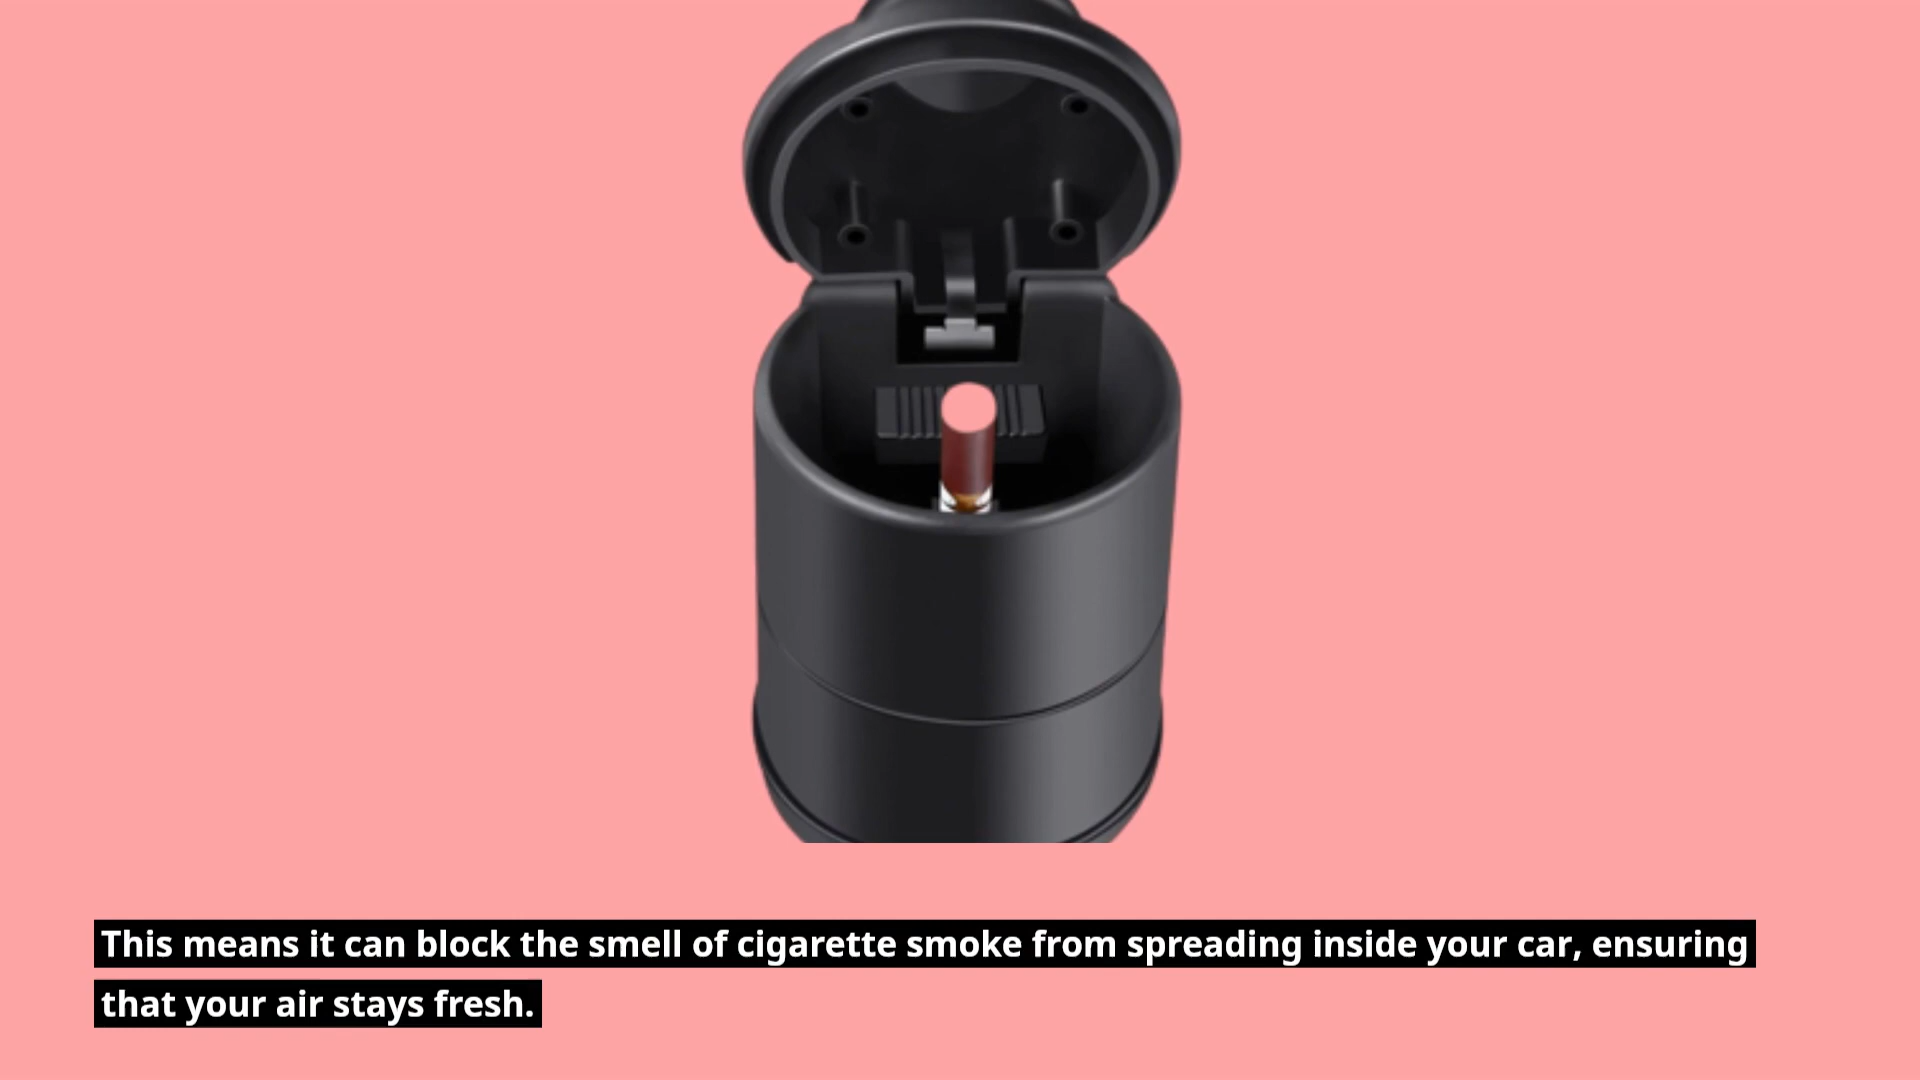 This means it can block the smell of cigarette smoke from spreading inside your car, ensuring
that your air stays fresh.